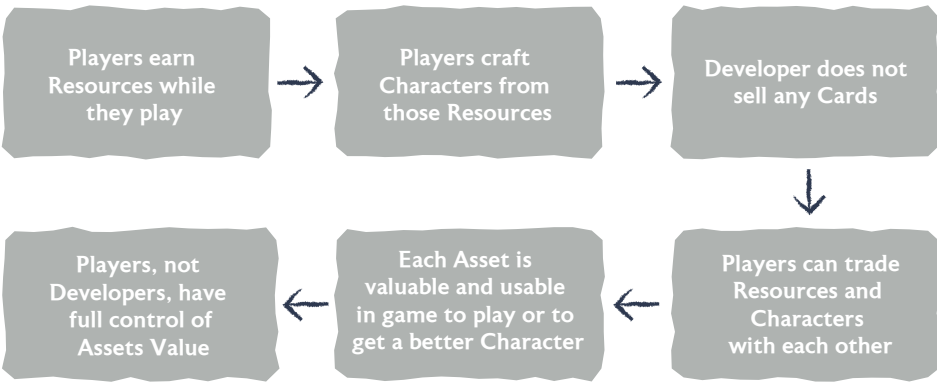 Players earn
Resources while
they play
Players craft
Characters from
those Resources
Developer does not
sell any Cards
Players can trade
Resources and
Characters
with each other
Each Asset is
valuable and usable
in game to play or to
get a better Character
Players, not
Developers, have
full control of
Assets Value